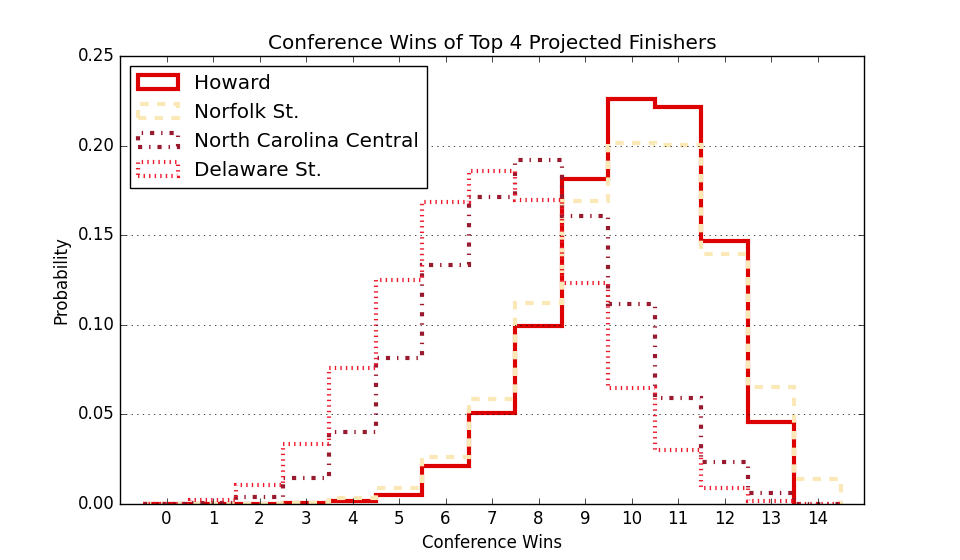 Conference Wins of Top 4 Projected Finishers
0.25
0.20
0.15
0.10
0.05
0.00
Probability
Howard
Norfolk St.
North Carolina Central
Delaware St.
0 1 2 3 4 5 6 7 8 9 10 11 12 13 14
Conference Wins